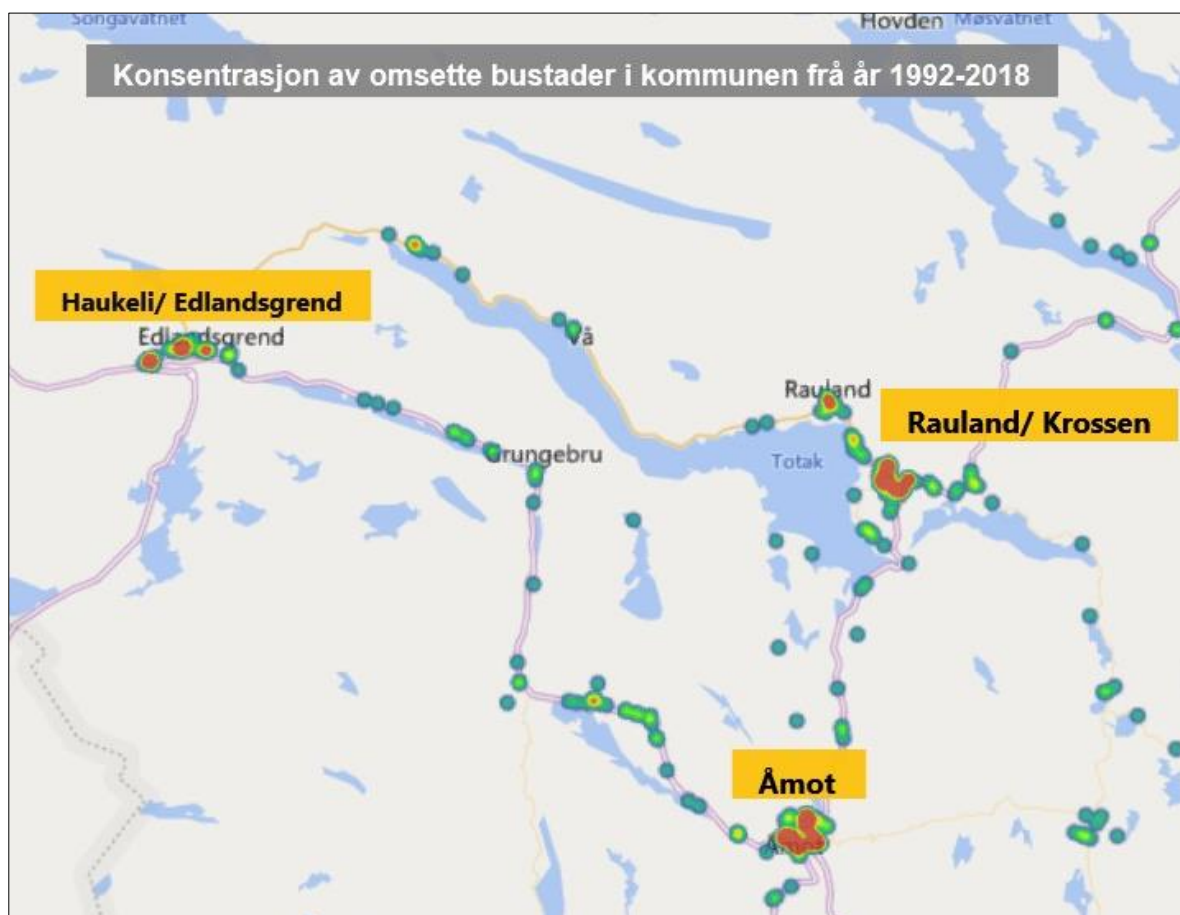 Songavatnet
Hovden
Møsvatnet
Konsentrasjon av omsette bustader i kommunen frå år 1992-2018
Haukeli/ Edlandsgrend
Edlandsgrend
Vå
Rauland
Rauland/ Krossen
Totak
Grungebru
Åmot
Åmot